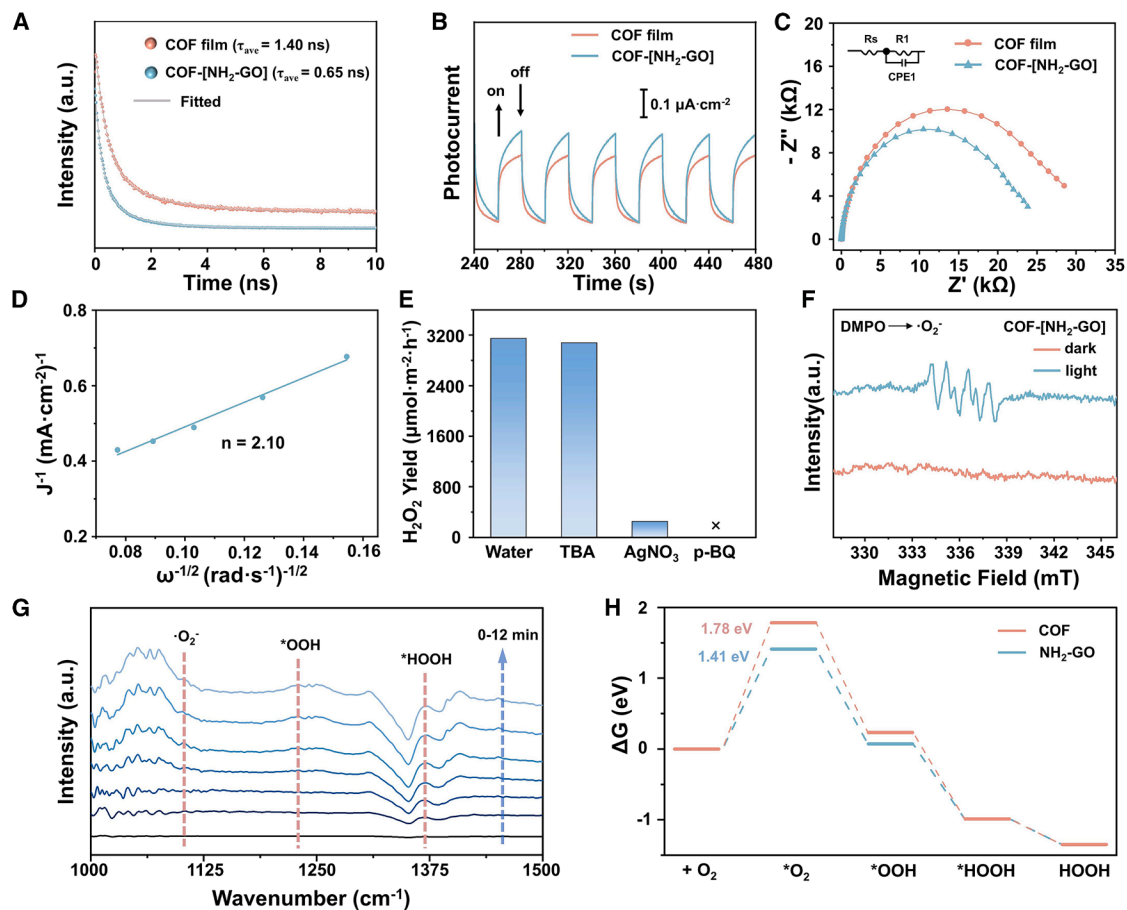 A
COF film (τave = 1.40 ns)
COF-[NH2-GO] (τave = 0.65 ns)
Fitted
Intensity (a.u.)
0 2 4 6 8 10
Time (ns)
B
COF film
COF-[NH2-GO]
off
on
0.1 μA·cm-2
Photocurrent
240 280 320 360 400 440 480
Time (s)
C
Rs R1
CPE1
COF film
COF-[NH2-GO]
- Z'' (kΩ)
20
16
12
8
4
0
0 5 10 15 20 25 30 35
Z' (kΩ)
D
J-1 (mA·cm-2)-1
0.8
0.6
0.4
0.2
n = 2.10
0.08 0.10 0.12 0.14 0.16
ω-1/2 (rad·s-1)-1/2
E
H2O2 Yield (μmol·m-2·h-1)
3200
2400
1600
800
0
×
Water TBA AgNO3 p-BQ
F
DMPO → ·O2-
COF-[NH2-GO]
dark
light
Intensity(a.u.)
330 333 336 339 342 345
Magnetic Field (mT)
G
·O2-
*OOH
*HOOH
0-12 min
Intensity (a.u.)
1000 1125 1250 1375 1500
Wavenumber (cm-1)
H
1.78 eV
1.41 eV
COF
NH2-GO
ΔG (eV)
2
1
0
-1
+ O2 *O2 *OOH *HOOH HOOH